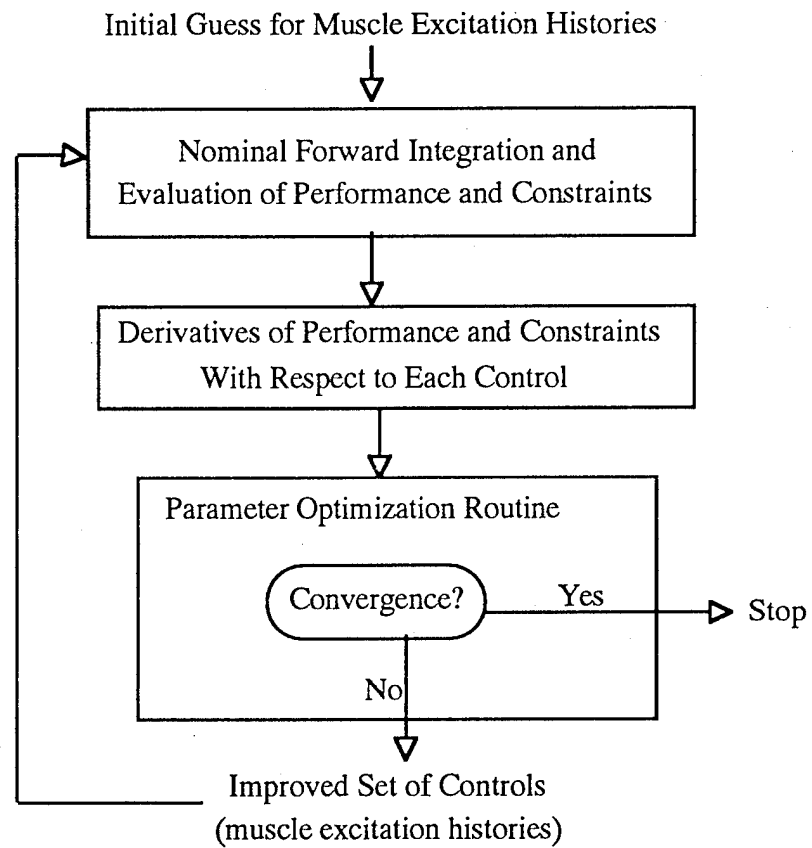 Initial Guess for Muscle Excitation Histories
Nominal Forward Integration and
Evaluation of Performance and Constraints
Derivatives of Performance and Constraints
With Respect to Each Control
Parameter Optimization Routine
Convergence?
Yes
Stop
No
Improved Set of Controls
(muscle excitation histories)